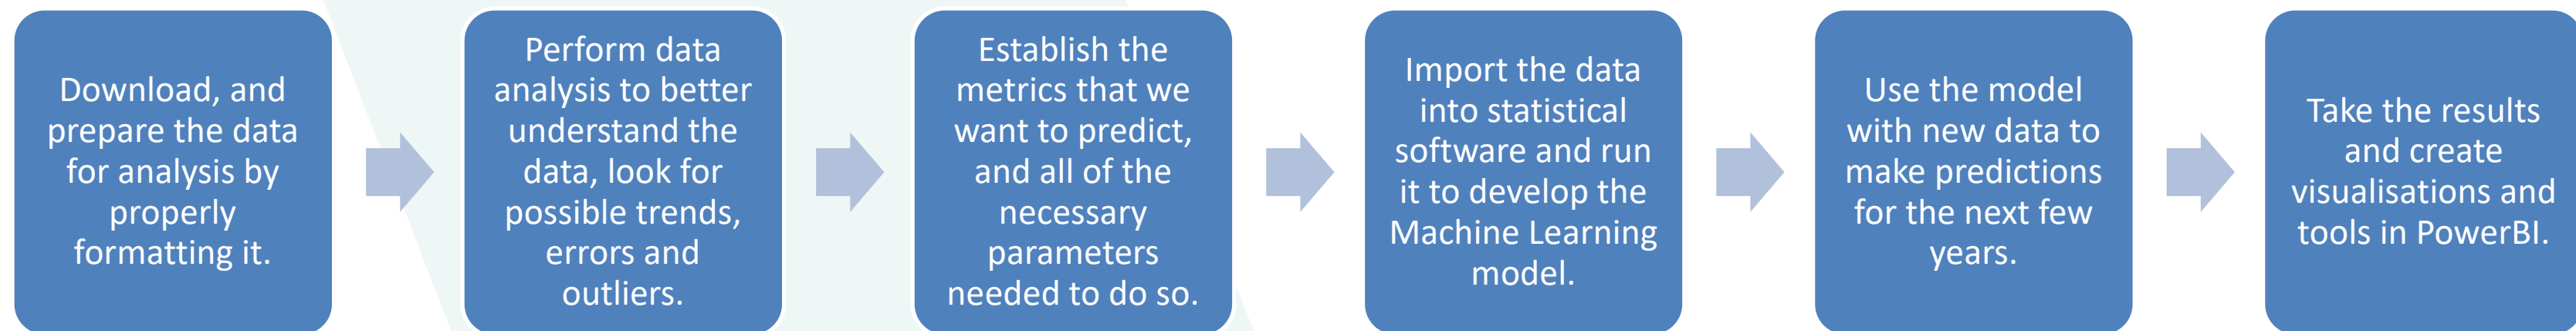 Download, and
prepare the data
for analysis by
properly
formatting it.
Perform data
analysis to better
understand the
data, look for
possible trends,
errors and
outliers.
Establish the
metrics that we
want to predict,
and all of the
necessary
parameters
needed to do so.
Import the data
into statistical
software and run
it to develop the
Machine Learning
model.
Use the model
with new data to
make predictions
for the next few
years.
Take the results
and create
visualisations and
tools in PowerBI.